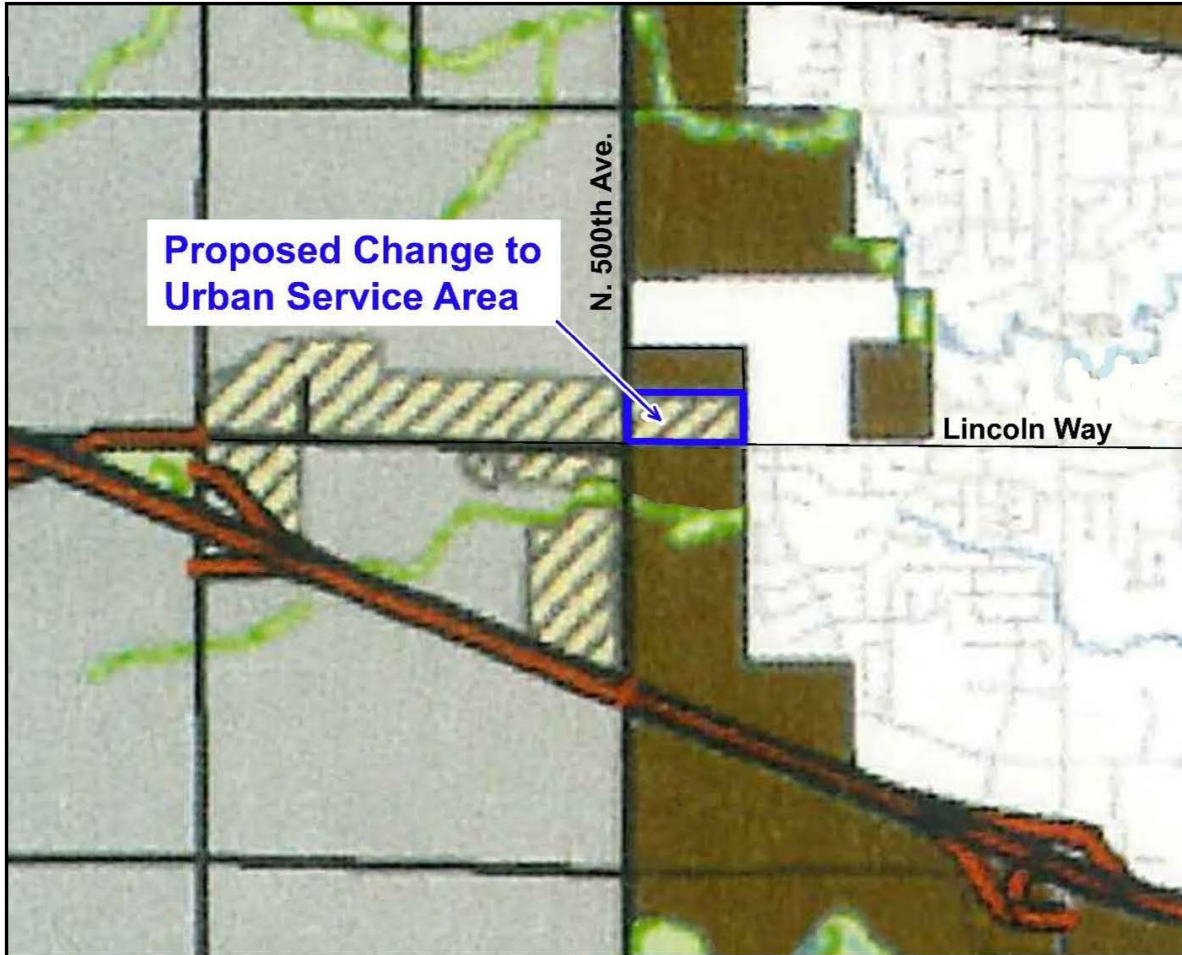 N. 500th Ave.
Proposed Change to
Urban Service Area
Lincoln Way